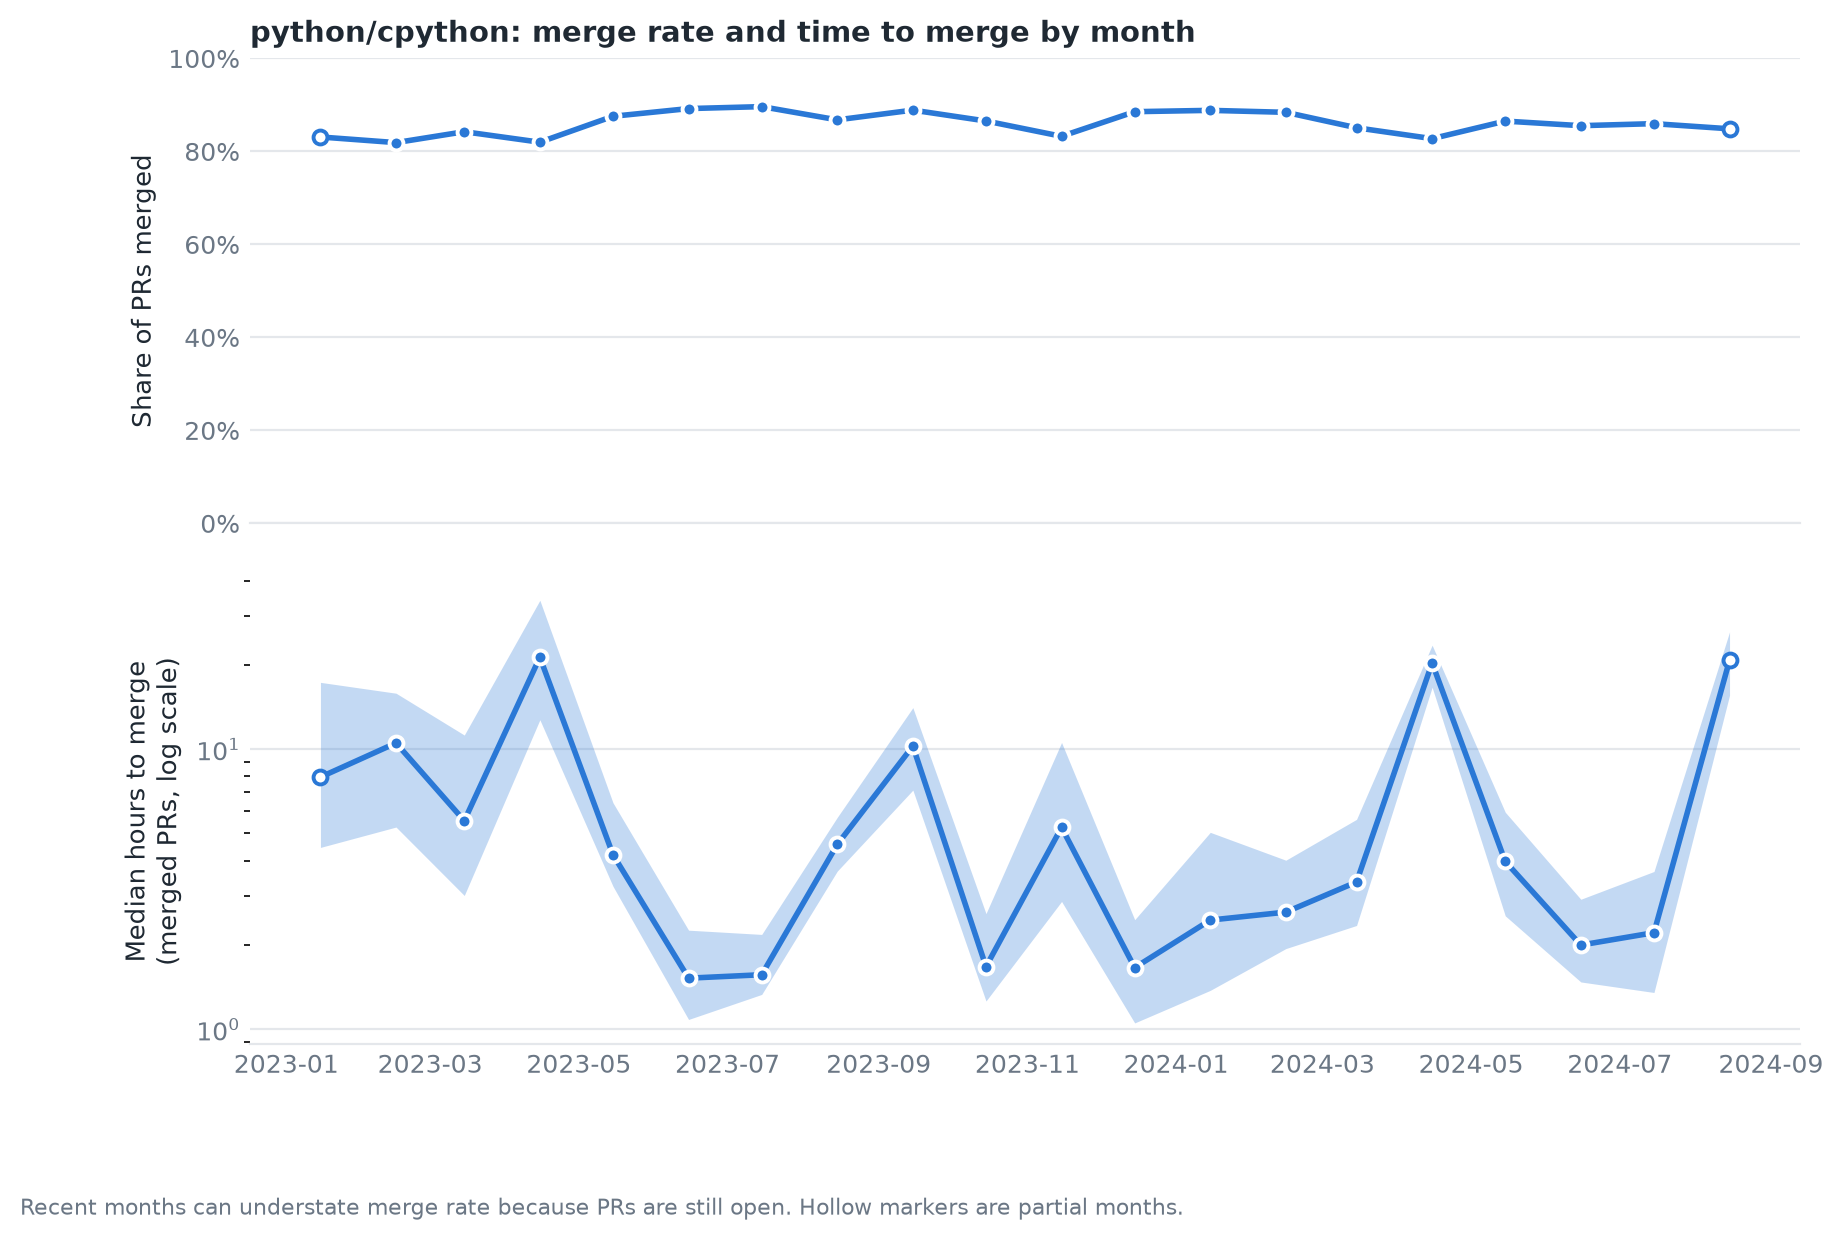 python/cpython: merge rate and time to merge by month
100%
80%
60%
40%
20%
0%
Share of PRs merged
10¹
10⁰
Median hours to merge
(merged PRs, log scale)
2023-01 2023-03 2023-05 2023-07 2023-09 2023-11 2024-01 2024-03 2024-05 2024-07 2024-09
Recent months can understate merge rate because PRs are still open. Hollow markers are partial months.